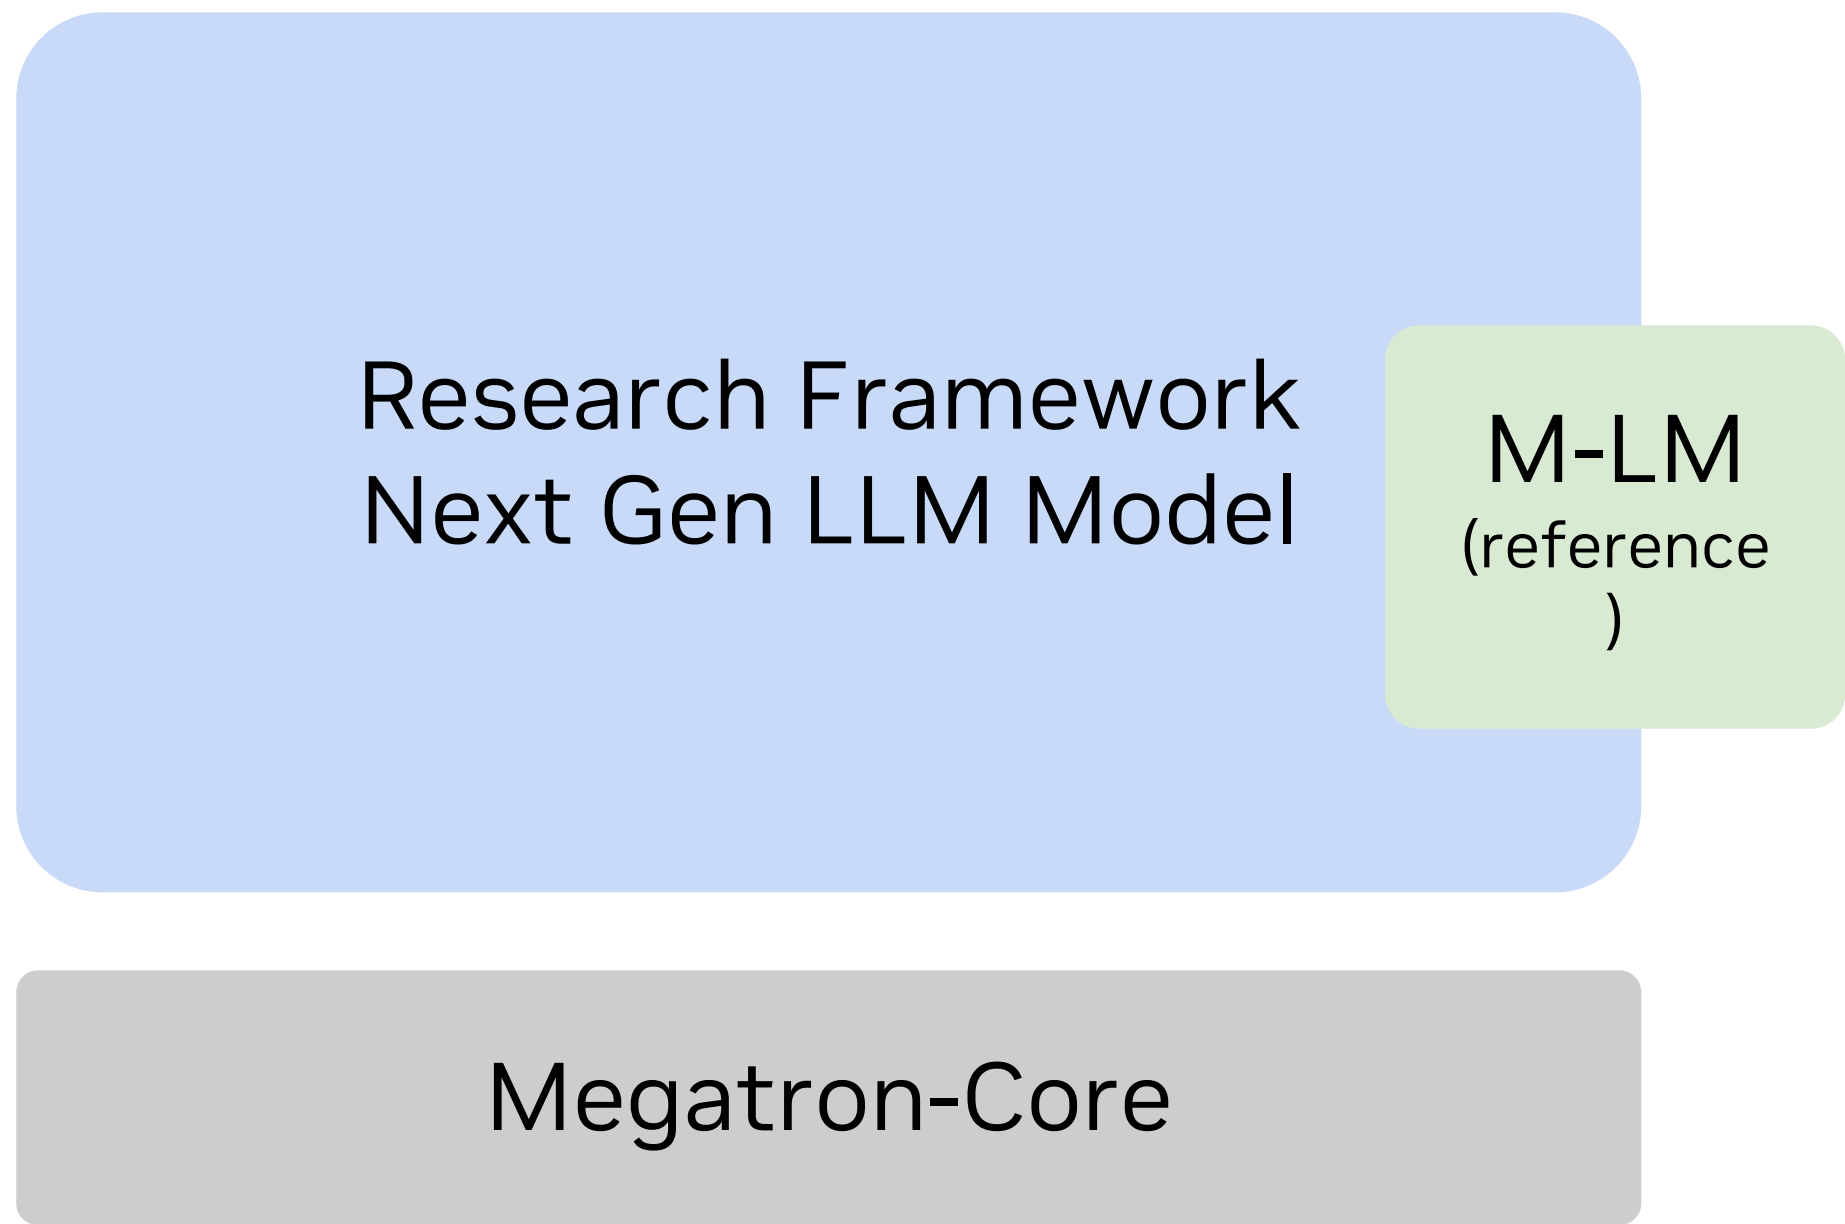 Research Framework
Next Gen LLM Model
M-LM
(reference
)
Megatron-Core